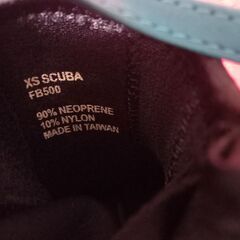 XS SCUBA
FB500
90% NEOPRENE
10% NYLON
MADE IN TAIWAN